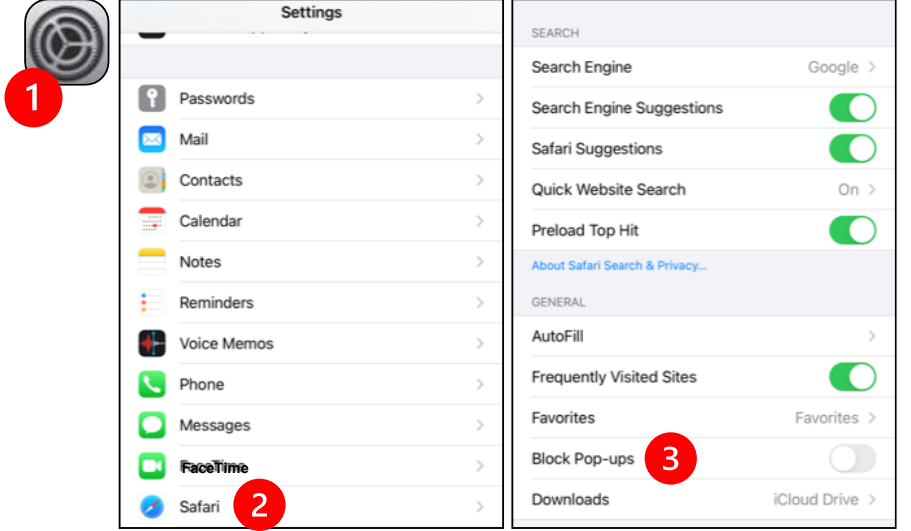 1
Settings
Passwords
Mail
Contacts
Calendar
Notes
Reminders
Voice Memos
Phone
Messages
FaceTime
Safari 2
SEARCH
Search Engine Google
Search Engine Suggestions
Safari Suggestions
Quick Website Search On
Preload Top Hit
About Safari Search & Privacy...
GENERAL
AutoFill
Frequently Visited Sites
Favorites Favorites
Block Pop-ups 3
Downloads iCloud Drive